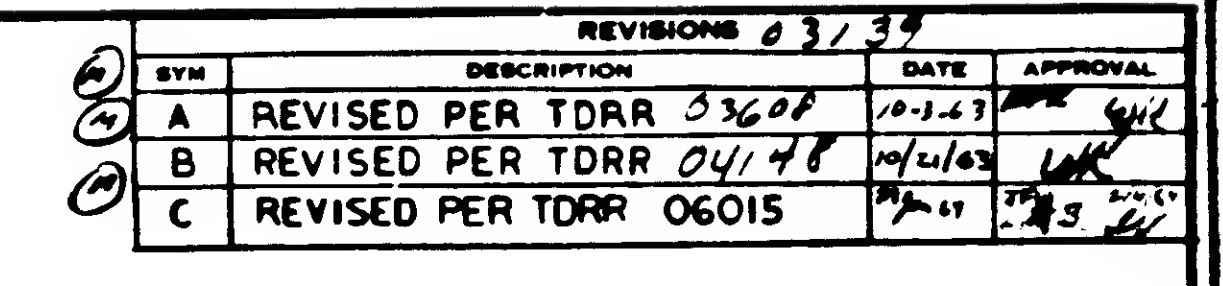 REVISIONS 03139
SYM DESCRIPTION DATE APPROVAL
M A REVISED PER TDRR 03608 10-3-63
M B REVISED PER TDRR 04148 10/21/63
M C REVISED PER TDRR 06015